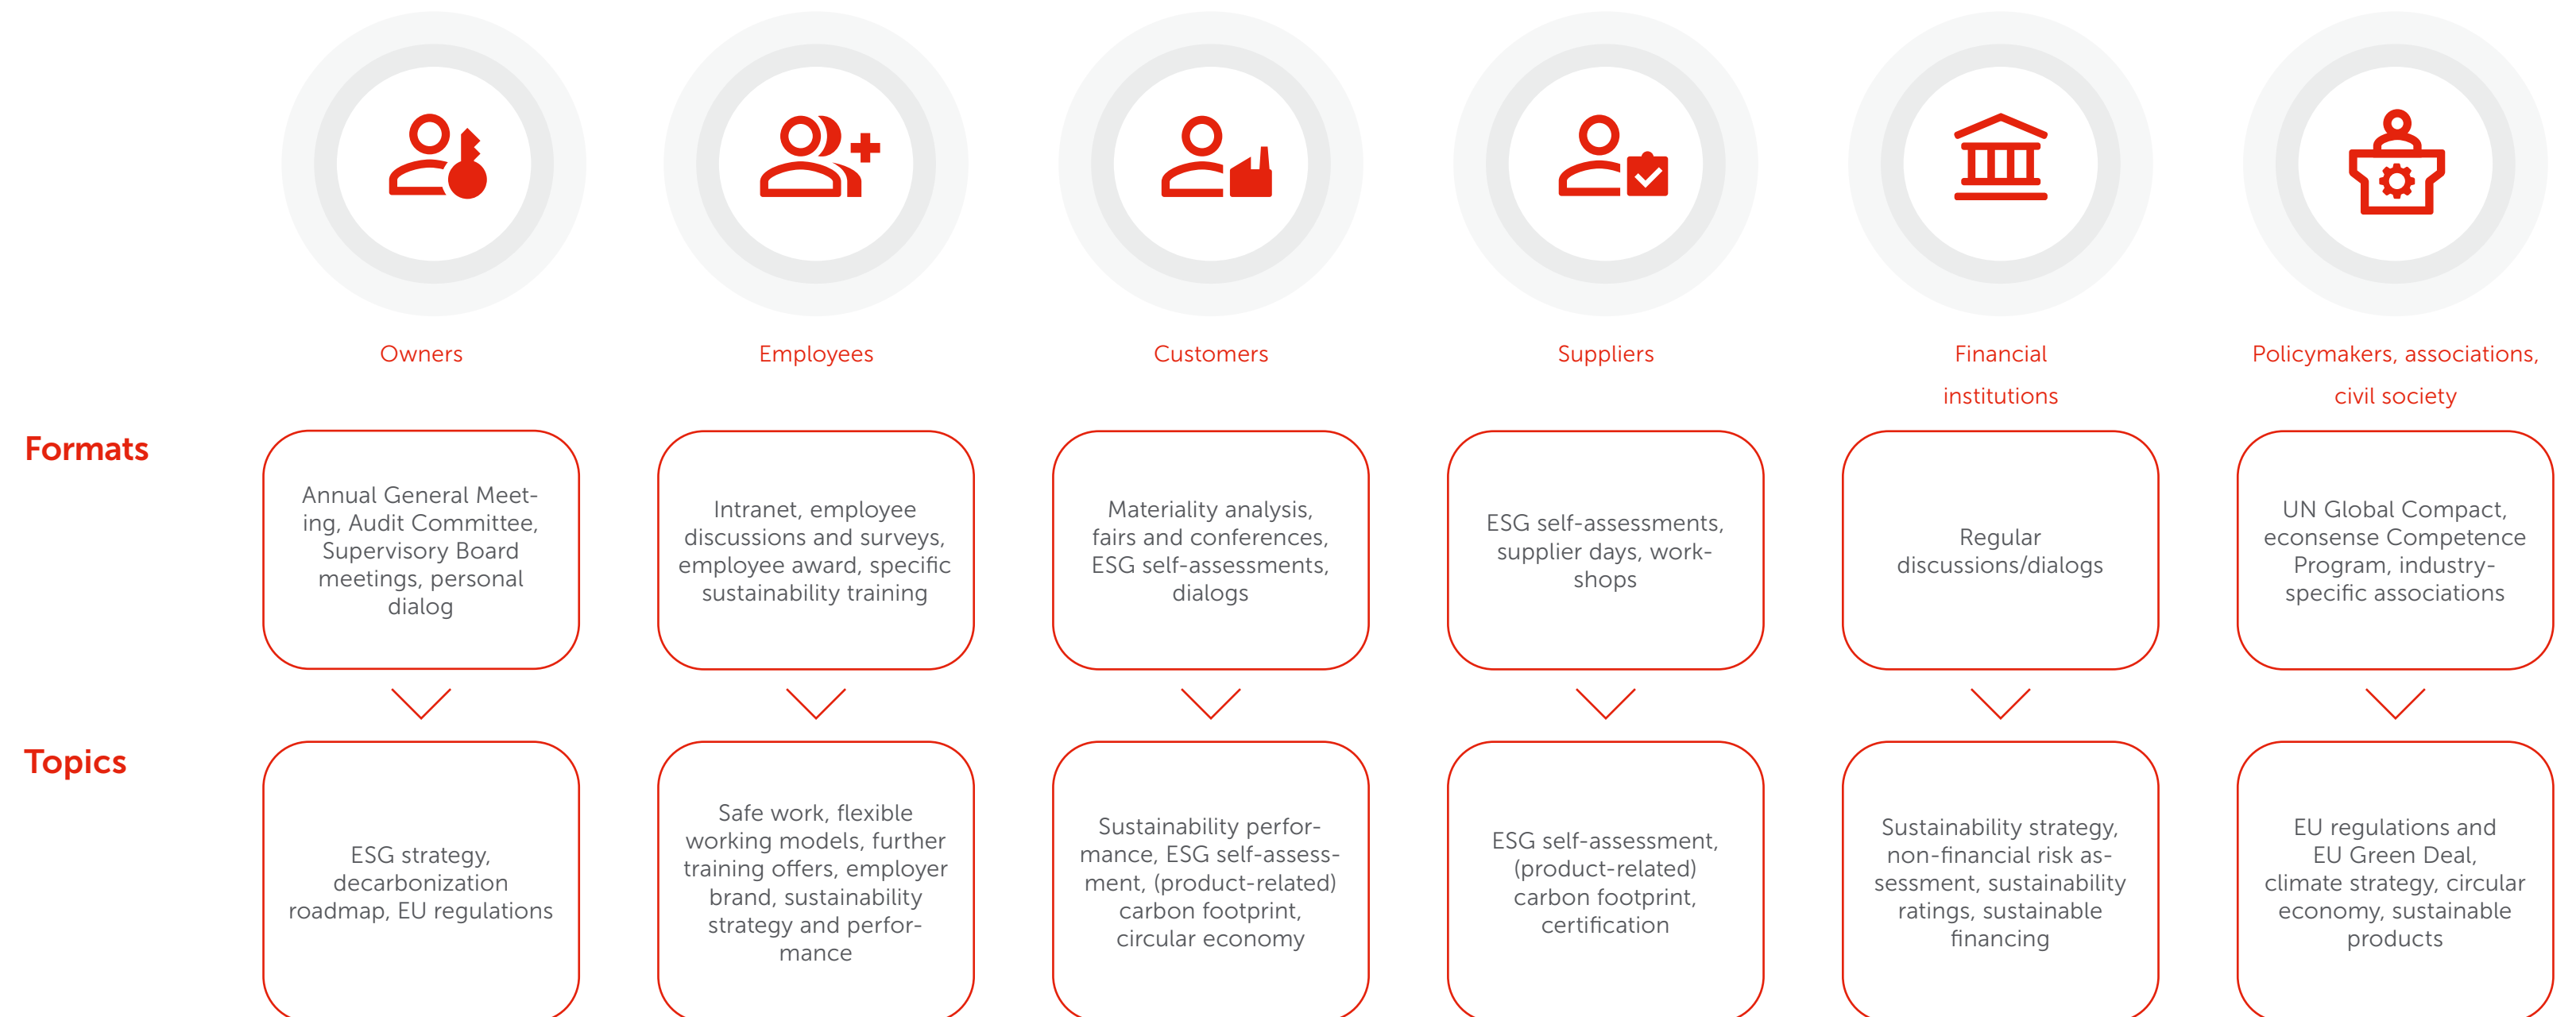 Owners
Employees
Customers
Suppliers
Financial
institutions
Policymakers, associations,
civil society
Formats
Annual General Meet-
ing, Audit Committee,
Supervisory Board
meetings, personal
dialog
Intranet, employee
discussions and surveys,
employee award, specific
sustainability training
Materiality analysis,
fairs and conferences,
ESG self-assessments,
dialogs
ESG self-assessments,
supplier days, work-
shops
Regular
discussions/dialogs
UN Global Compact,
econsense Competence
Program, industry-
specific associations
Topics
ESG strategy,
decarbonization
roadmap, EU regulations
Safe work, flexible
working models, further
training offers, employer
brand, sustainability
strategy and perfor-
mance
Sustainability perfor-
mance, ESG self-assess-
ment, (product-related)
carbon footprint,
circular economy
ESG self-assessment,
(product-related)
carbon footprint,
certification
Sustainability strategy,
non-financial risk as-
sessment, sustainability
ratings, sustainable
financing
EU regulations and
EU Green Deal,
climate strategy, circular
economy, sustainable
products